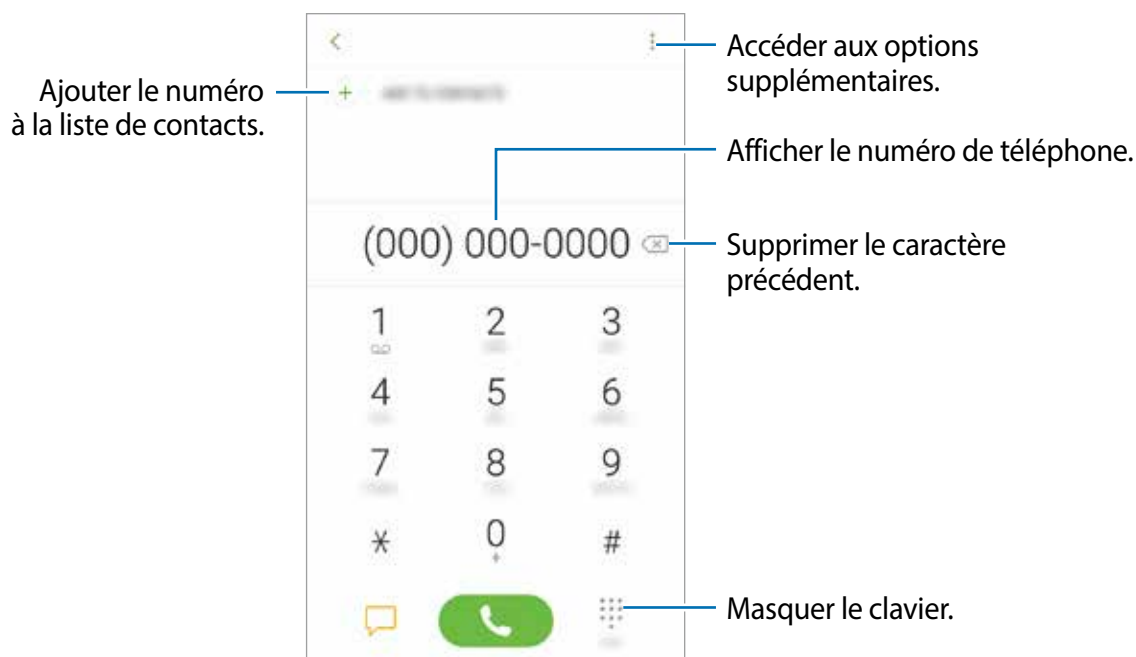 Accéder aux options
supplémentaires.
Ajouter le numéro
à la liste de contacts.
Afficher le numéro de téléphone.
(000) 000-0000
Supprimer le caractère
précédent.
1 2 3
4 5 6
7 8 9
* 0 #
+
Masquer le clavier.